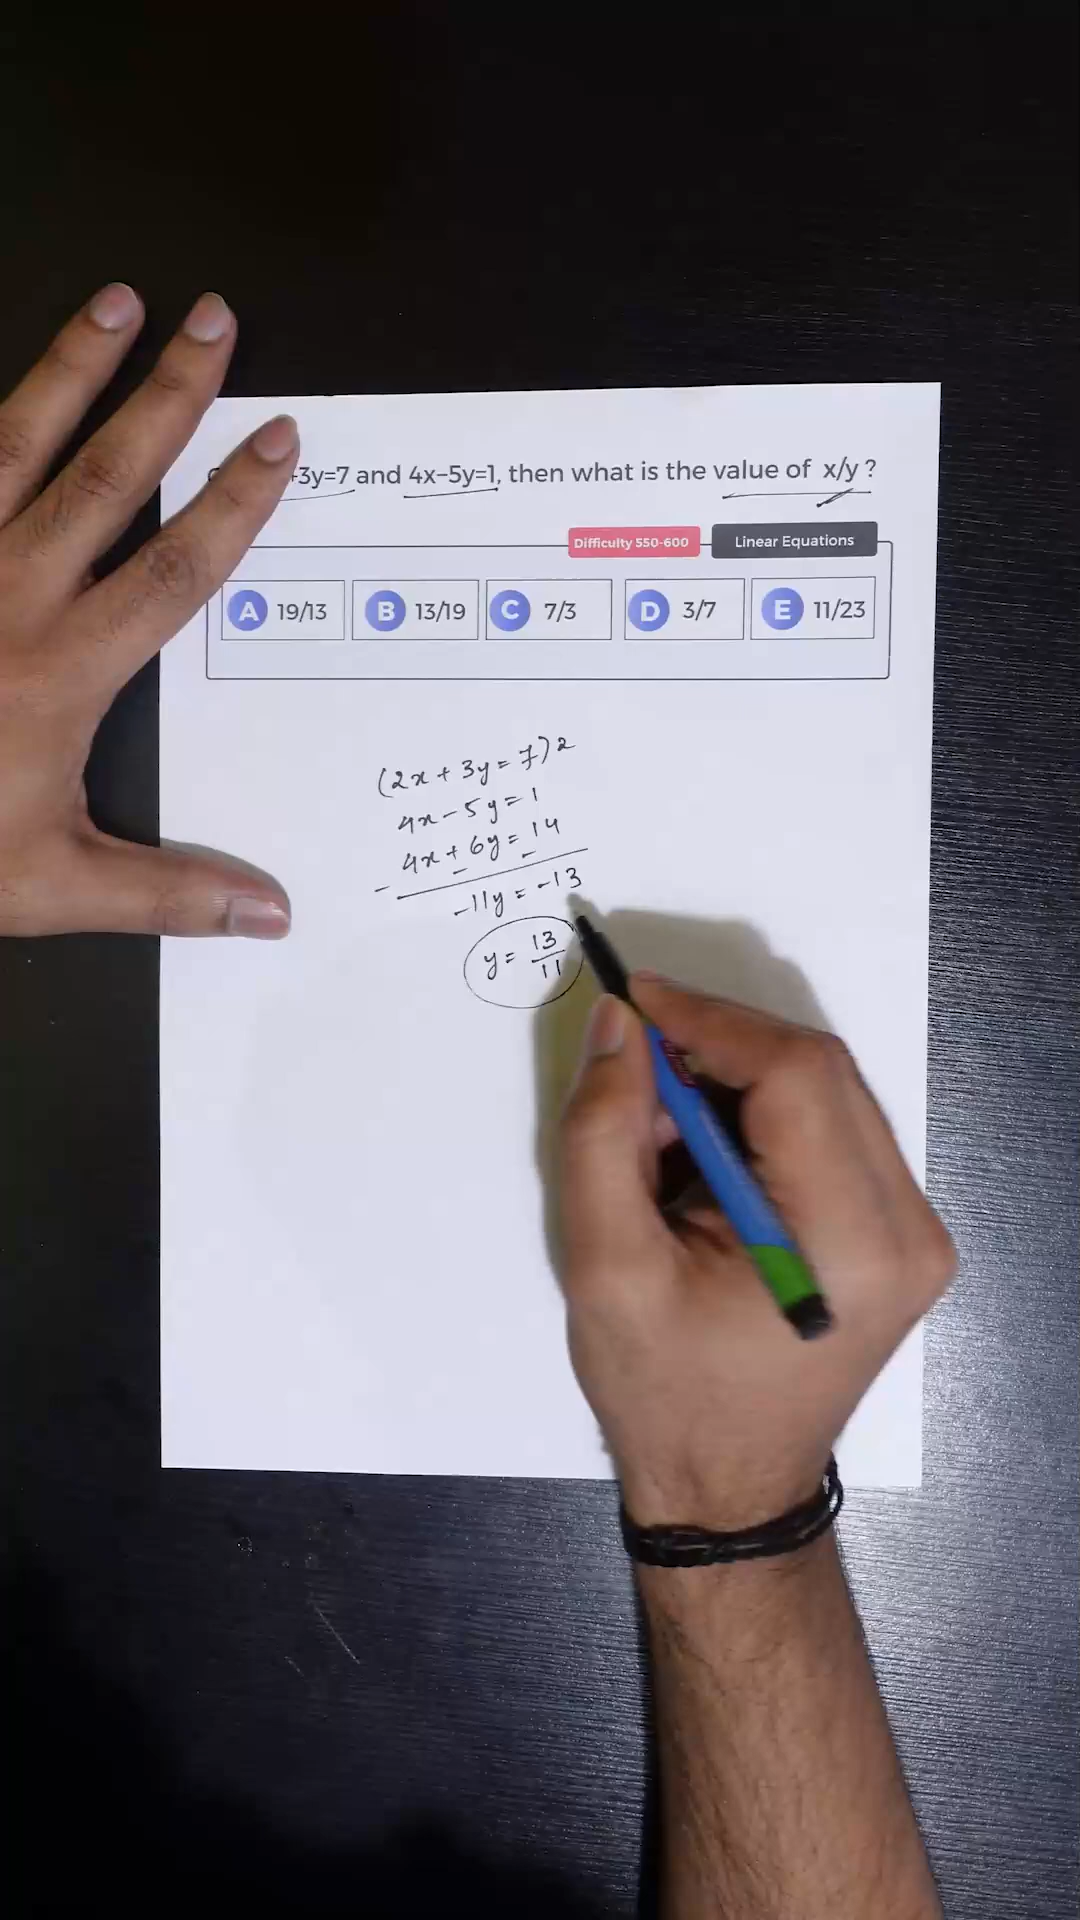 +3y=7 and 4x−5y=1, then what is the value of x/y ?
Difficulty 550-600 Linear Equations
A 19/13 B 13/19 C 7/3 D 3/7 E 11/23
(2x + 3y = 7)2
4x − 5y = 1
4x + 6y = 14
- - -
-11y = -13
y = 13/11